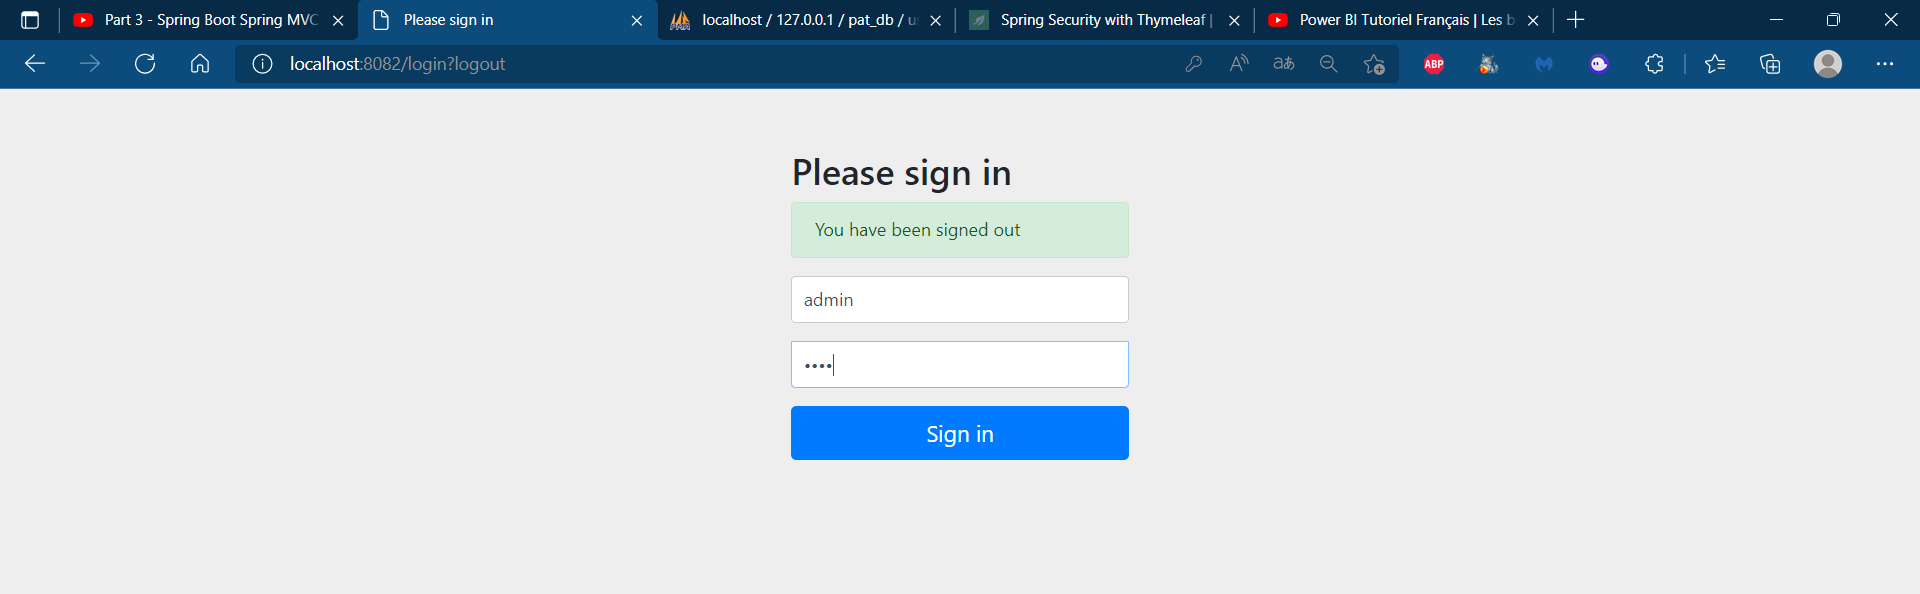 Part 3 - Spring Boot Spring MVC
Please sign in
localhost / 127.0.0.1 / pat_db / u
Spring Security with Thymeleaf |
Power BI Tutoriel Français | Les b
localhost:8082/login?logout
A
aあ
ABP
Please sign in
You have been signed out
admin
••••
Sign in